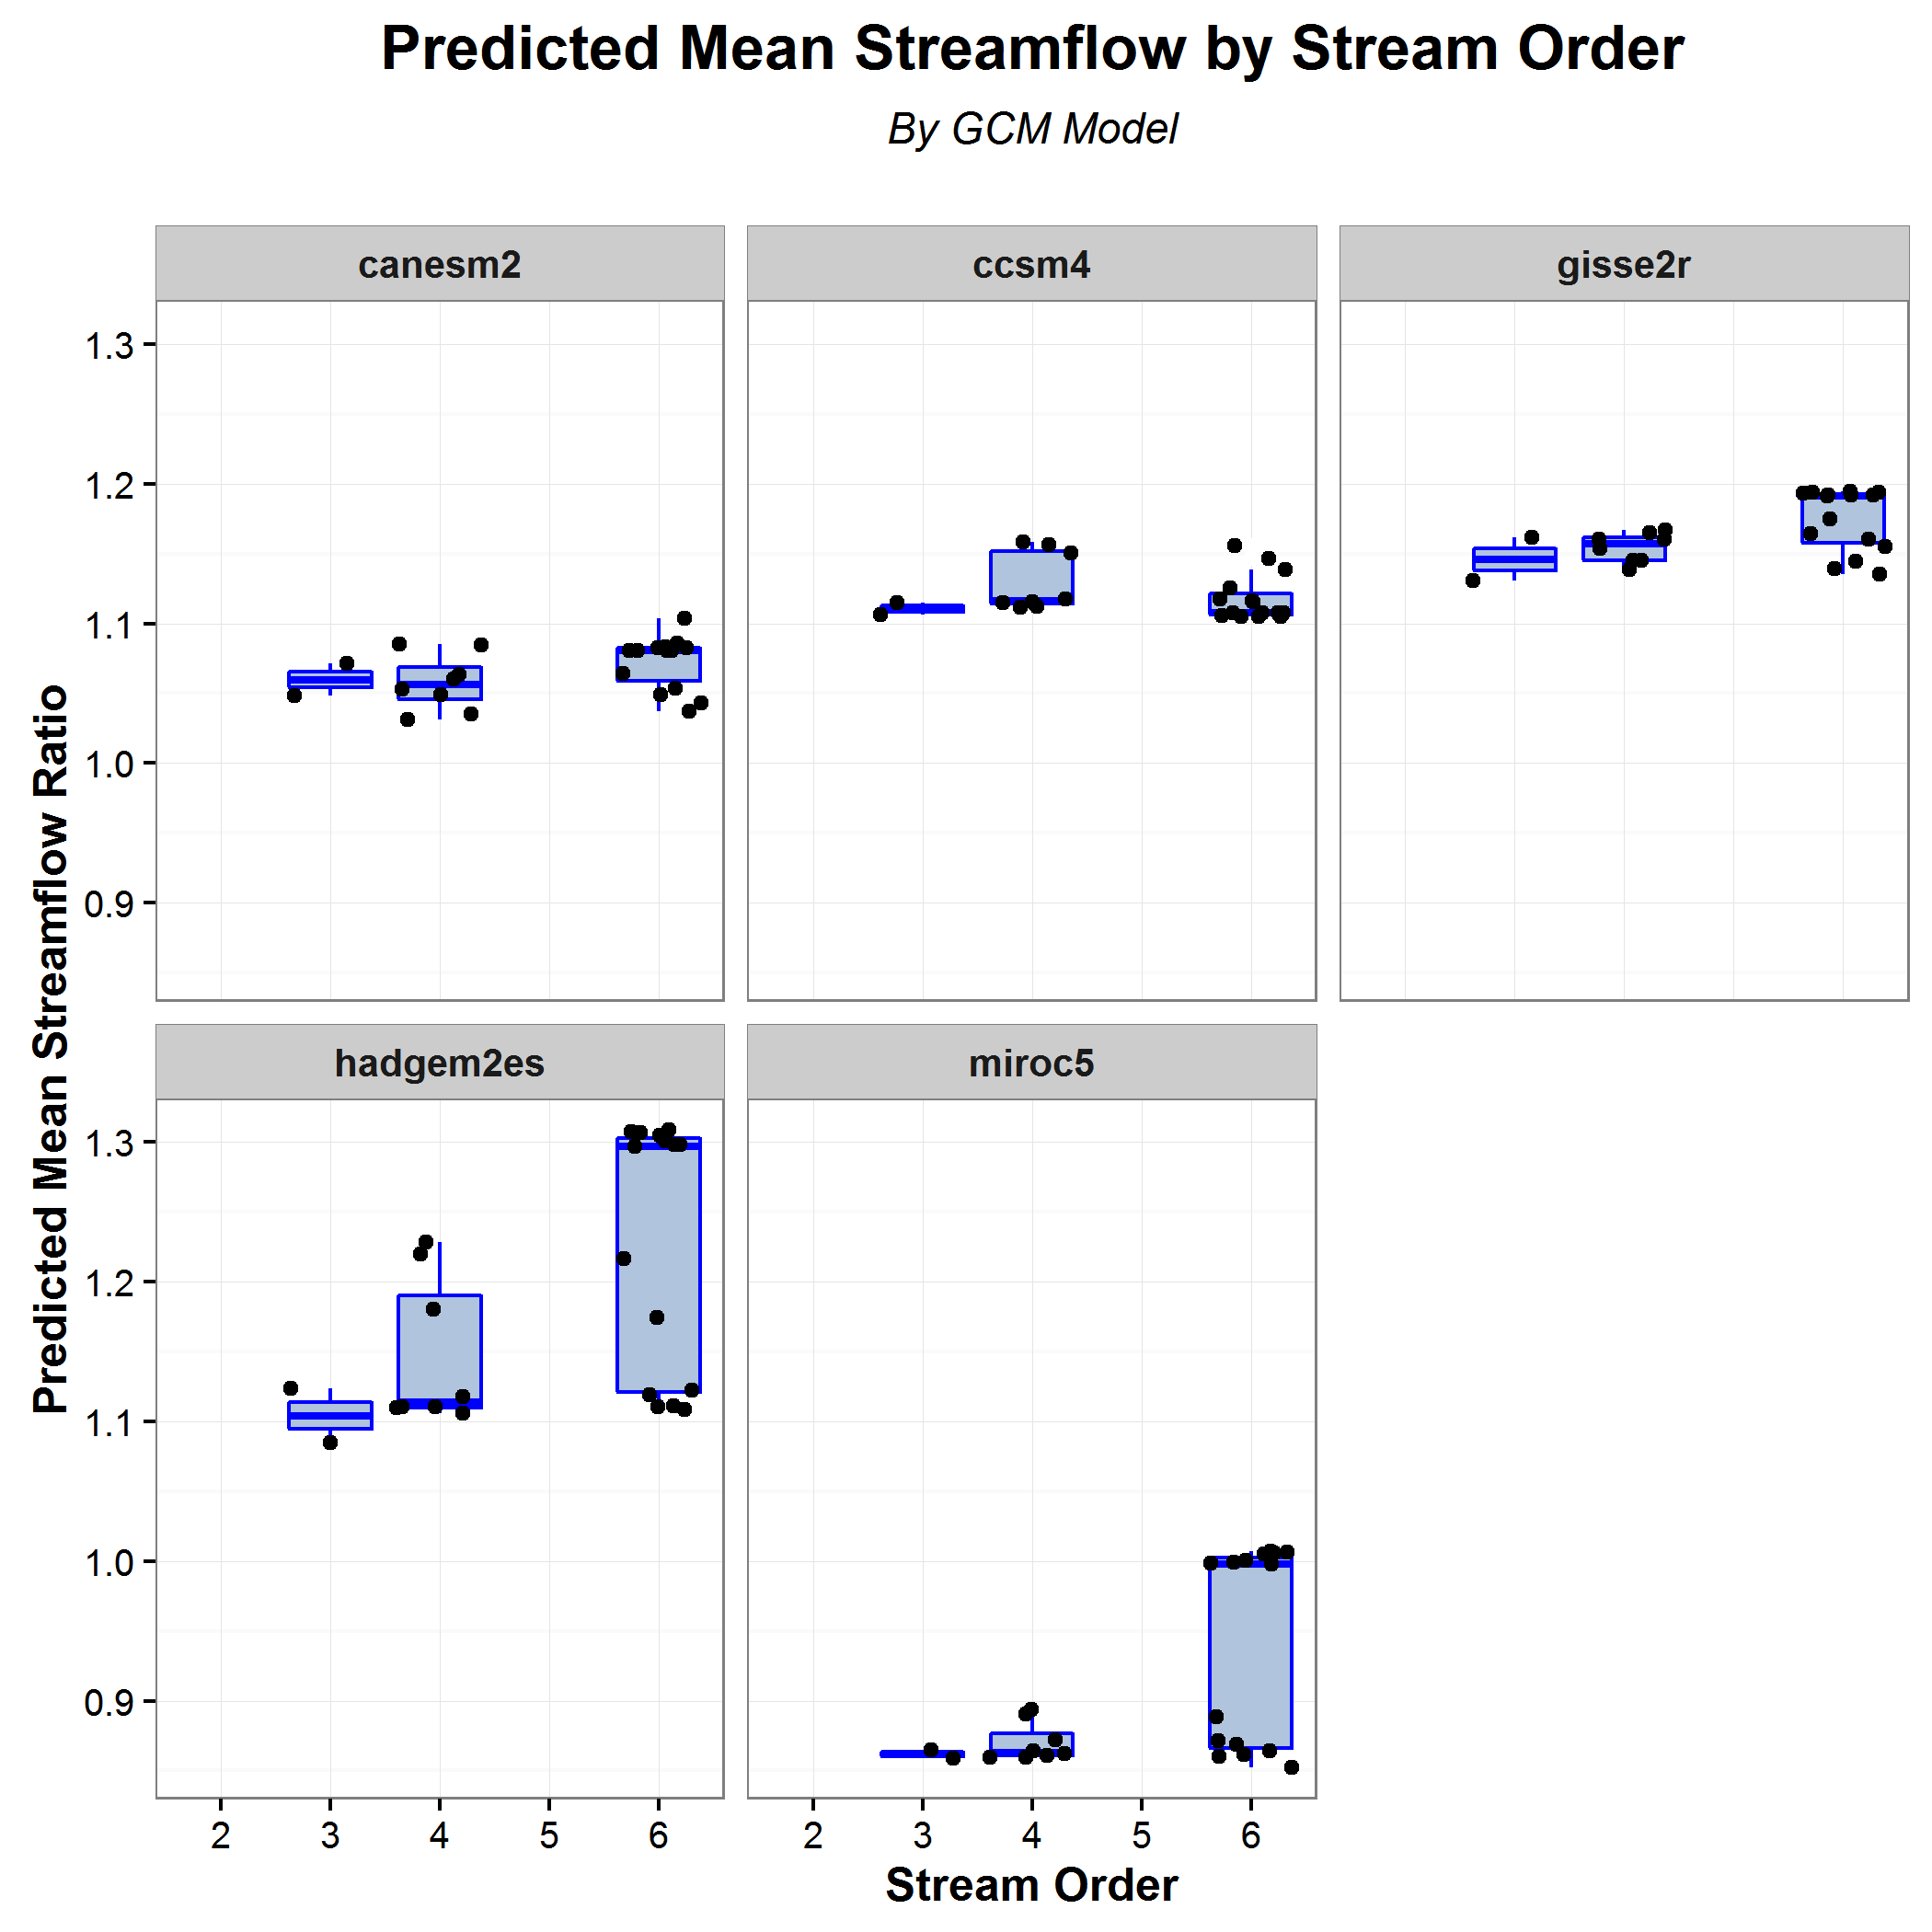 Predicted Mean Streamflow by Stream Order
By GCM Model
canesm2
ccsm4
gisse2r
1.3
1.2
1.1
1.0
0.9
Predicted Mean Streamflow Ratio
hadgem2es
miroc5
1.3
1.2
1.1
1.0
0.9
2 3 4 5 6
2 3 4 5 6
Stream Order